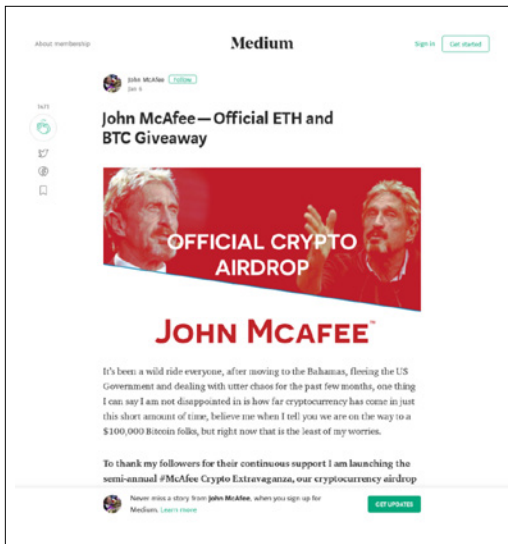 About membership
Medium
Sign in
Get started
John McAfee Follow
Jan 9
1471
John McAfee — Official ETH and
BTC Giveaway
OFFICIAL CRYPTO
AIRDROP
JOHN MCAFEE™
It's been a wild ride everyone, after moving to the Bahamas, fleeing the US
Government and dealing with utter chaos for the past few months, one thing
I can say I am not disappointed in is how far cryptocurrency has come in just
this short amount of time, believe me when I tell you we are on the way to a
$100,000 Bitcoin folks, but right now that is the least of my worries.
To thank my followers for their continuous support I am launching the
semi-annual #McAfee Crypto Extravaganza, our cryptocurrency airdrop
Never miss a story from John McAfee, when you sign up for
Medium. Learn more
GET UPDATES